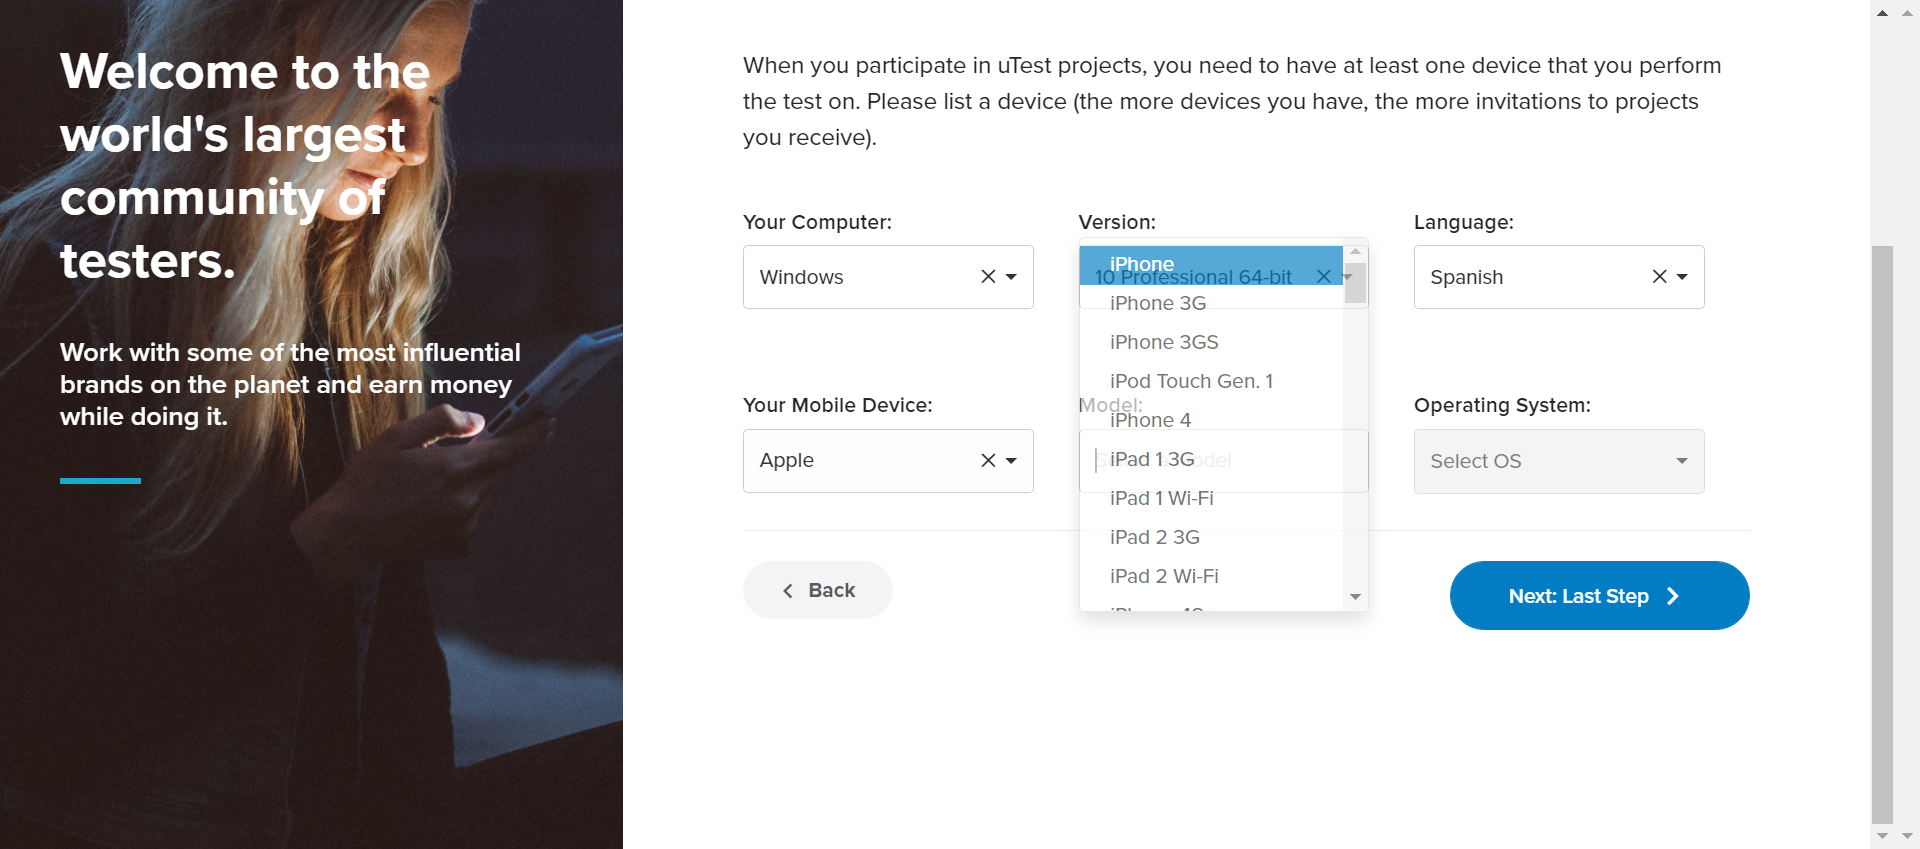 Welcome to the
world's largest
community of
testers.
Work with some of the most influential
brands on the planet and earn money
while doing it.
When you participate in uTest projects, you need to have at least one device that you perform
the test on. Please list a device (the more devices you have, the more invitations to projects
you receive).
Your Computer:
Version:
Language:
Windows
10 Professional 64-bit
Spanish
iPhone
iPhone 3G
iPhone 3GS
iPod Touch Gen. 1
Your Mobile Device:
Model:
Operating System:
iPhone 4
Apple
iPad 1 3G
Select OS
iPad 1 Wi-Fi
iPad 2 3G
iPad 2 Wi-Fi
Back
Next: Last Step